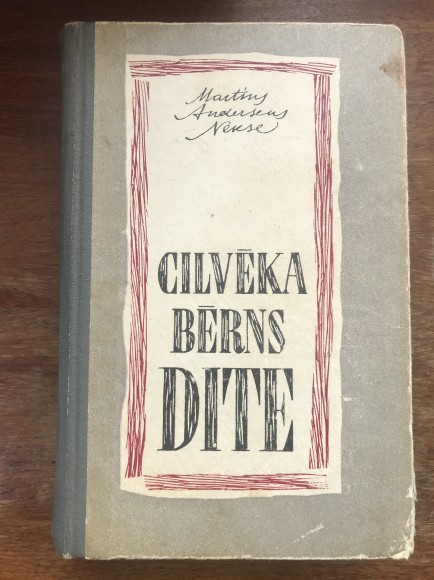 Martins
Andersens
Nekse
CILVĒKA
BĒRNS
DITE